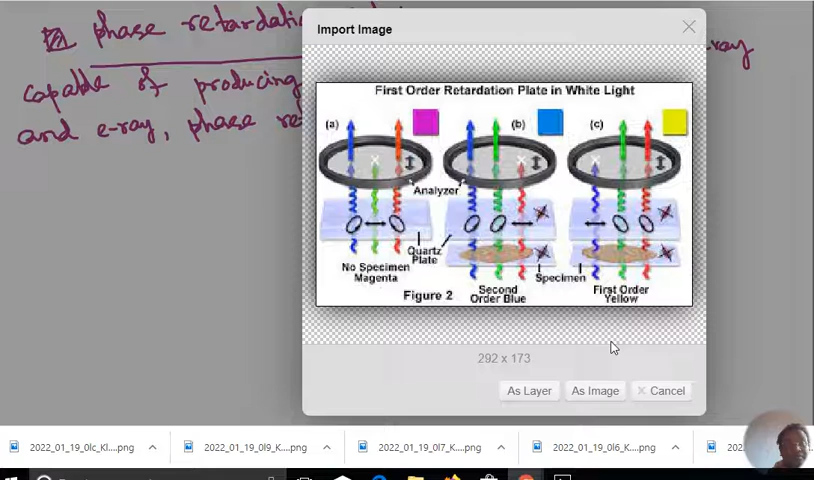 phase retardati
ray
capable of producing
and e-ray, phase re
Import Image
First Order Retardation Plate in White Light
(a)
(b)
(c)
Analyzer
Quartz
Plate
No Specimen
Magenta
Specimen
Second
Order Blue
First Order
Yellow
Figure 2
292 x 173
As Layer
As Image
Cancel
2022_01_19_0lc_Kl....png
2022_01_19_0l9_K....png
2022_01_19_0l7_K....png
2022_01_19_0l6_K....png
202